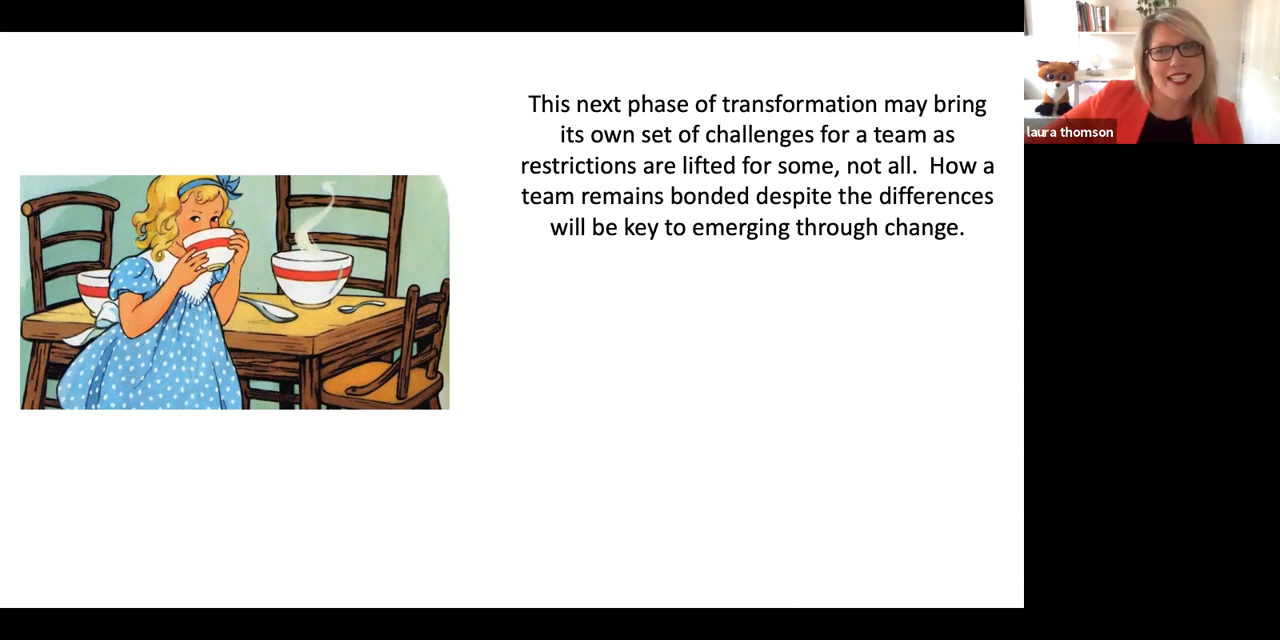 This next phase of transformation may bring
its own set of challenges for a team as
restrictions are lifted for some, not all.  How a
team remains bonded despite the differences
will be key to emerging through change.
laura thomson